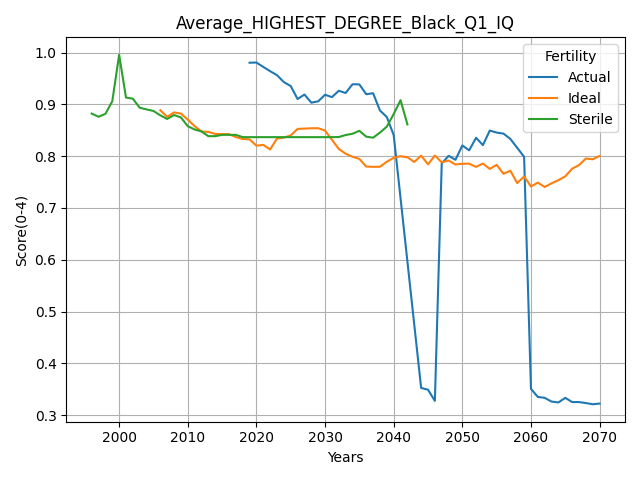 Average_HIGHEST_DEGREE_Black_Q1_IQ
Fertility
Actual
Ideal
Sterile
Score(0-4)
1.0
0.9
0.8
0.7
0.6
0.5
0.4
0.3
2000 2010 2020 2030 2040 2050 2060 2070
Years